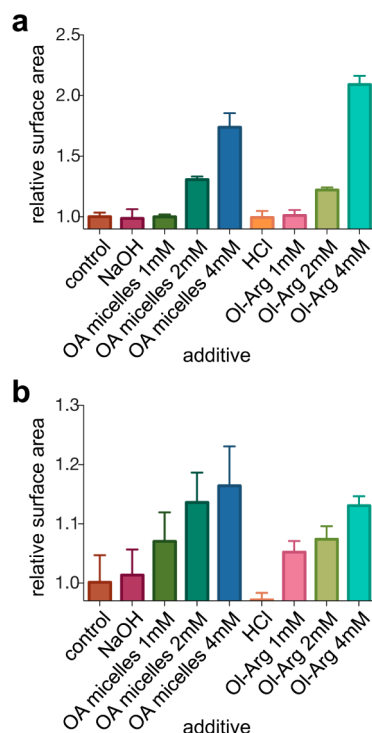 a
relative surface area
2.5
2.0
1.5
1.0
control
NaOH
OA micelles 1mM
OA micelles 2mM
OA micelles 4mM
HCl
Ol-Arg 1mM
Ol-Arg 2mM
Ol-Arg 4mM
additive
b
relative surface area
1.3
1.2
1.1
1.0
control
NaOH
OA micelles 1mM
OA micelles 2mM
OA micelles 4mM
HCl
Ol-Arg 1mM
Ol-Arg 2mM
Ol-Arg 4mM
additive